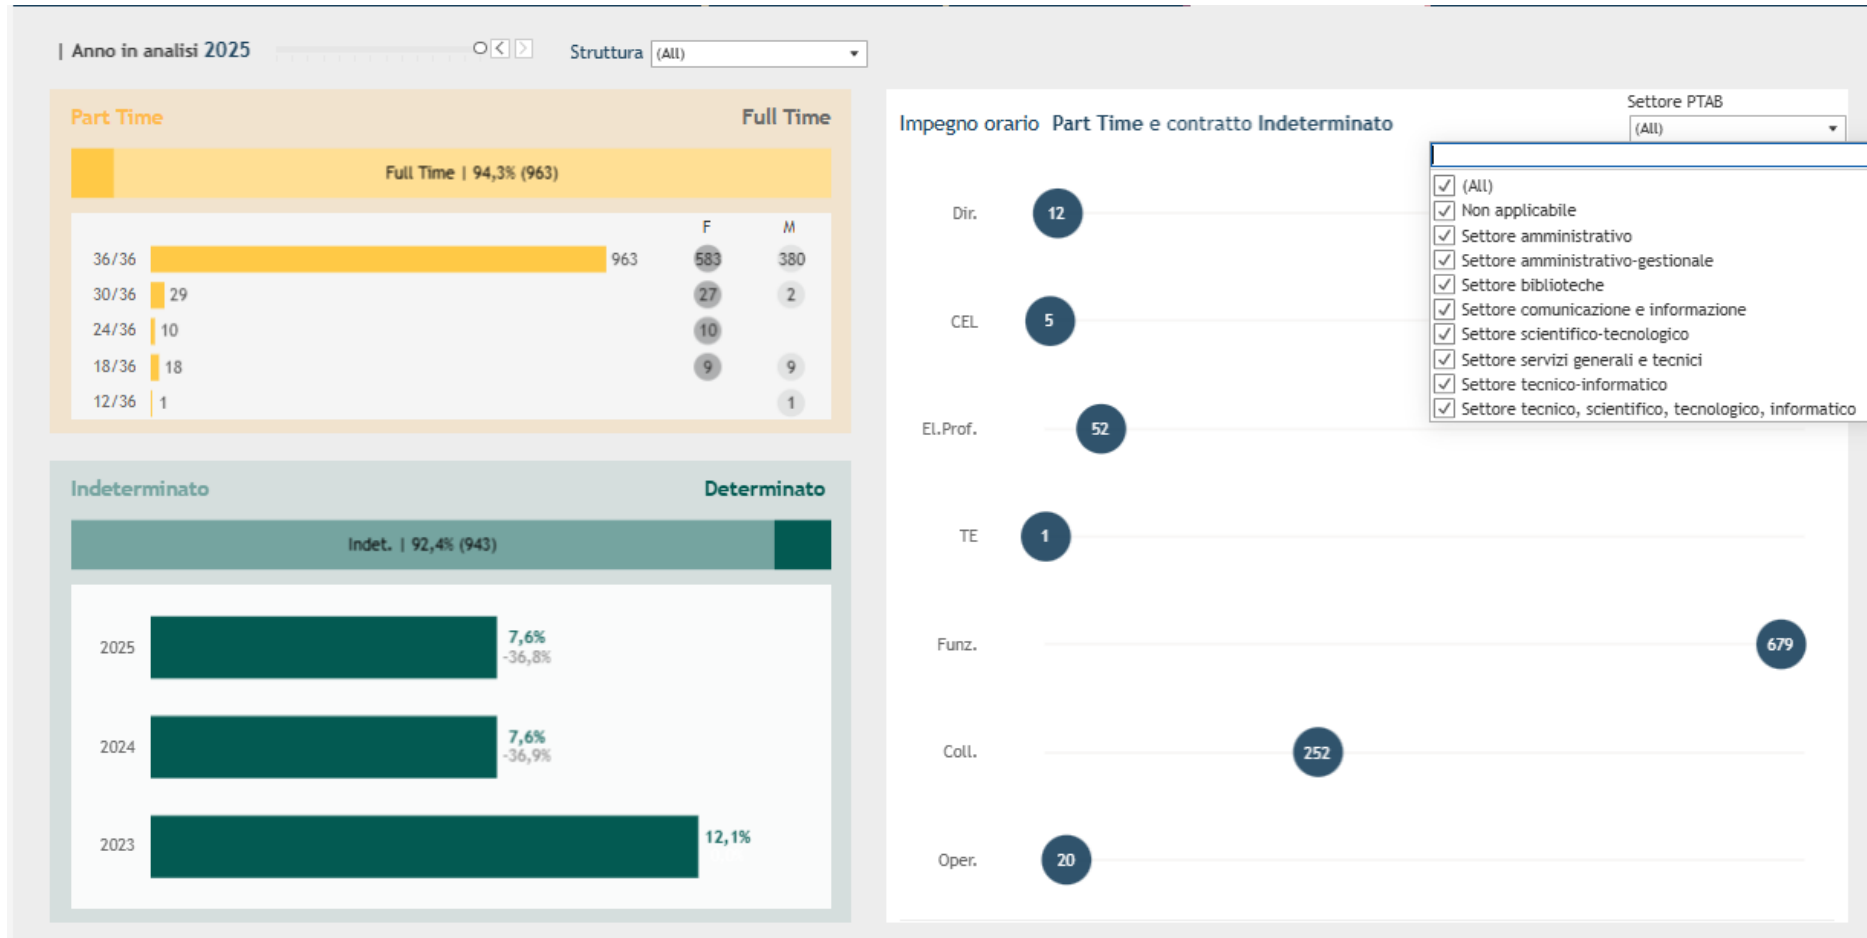 | Anno in analisi 2025
Struttura (All)
Part Time Full Time
Full Time | 94,3% (963)
F M
36/36 963 583 380
30/36 29 27 2
24/36 10 10
18/36 18 9 9
12/36 1 1
Indeterminato Determinato
Indet. | 92,4% (943)
2025 7,6%
-36,8%
2024 7,6%
-36,9%
2023 12,1%
Settore PTAB
Impegno orario Part Time e contratto Indeterminato
(All)
(All)
Non applicabile
Settore amministrativo
Settore amministrativo-gestionale
Settore biblioteche
Settore comunicazione e informazione
Settore scientifico-tecnologico
Settore servizi generali e tecnici
Settore tecnico-informatico
Settore tecnico, scientifico, tecnologico, informatico
Dir. 12
CEL 5
El.Prof. 52
TE 1
Funz. 679
Coll. 252
Oper. 20